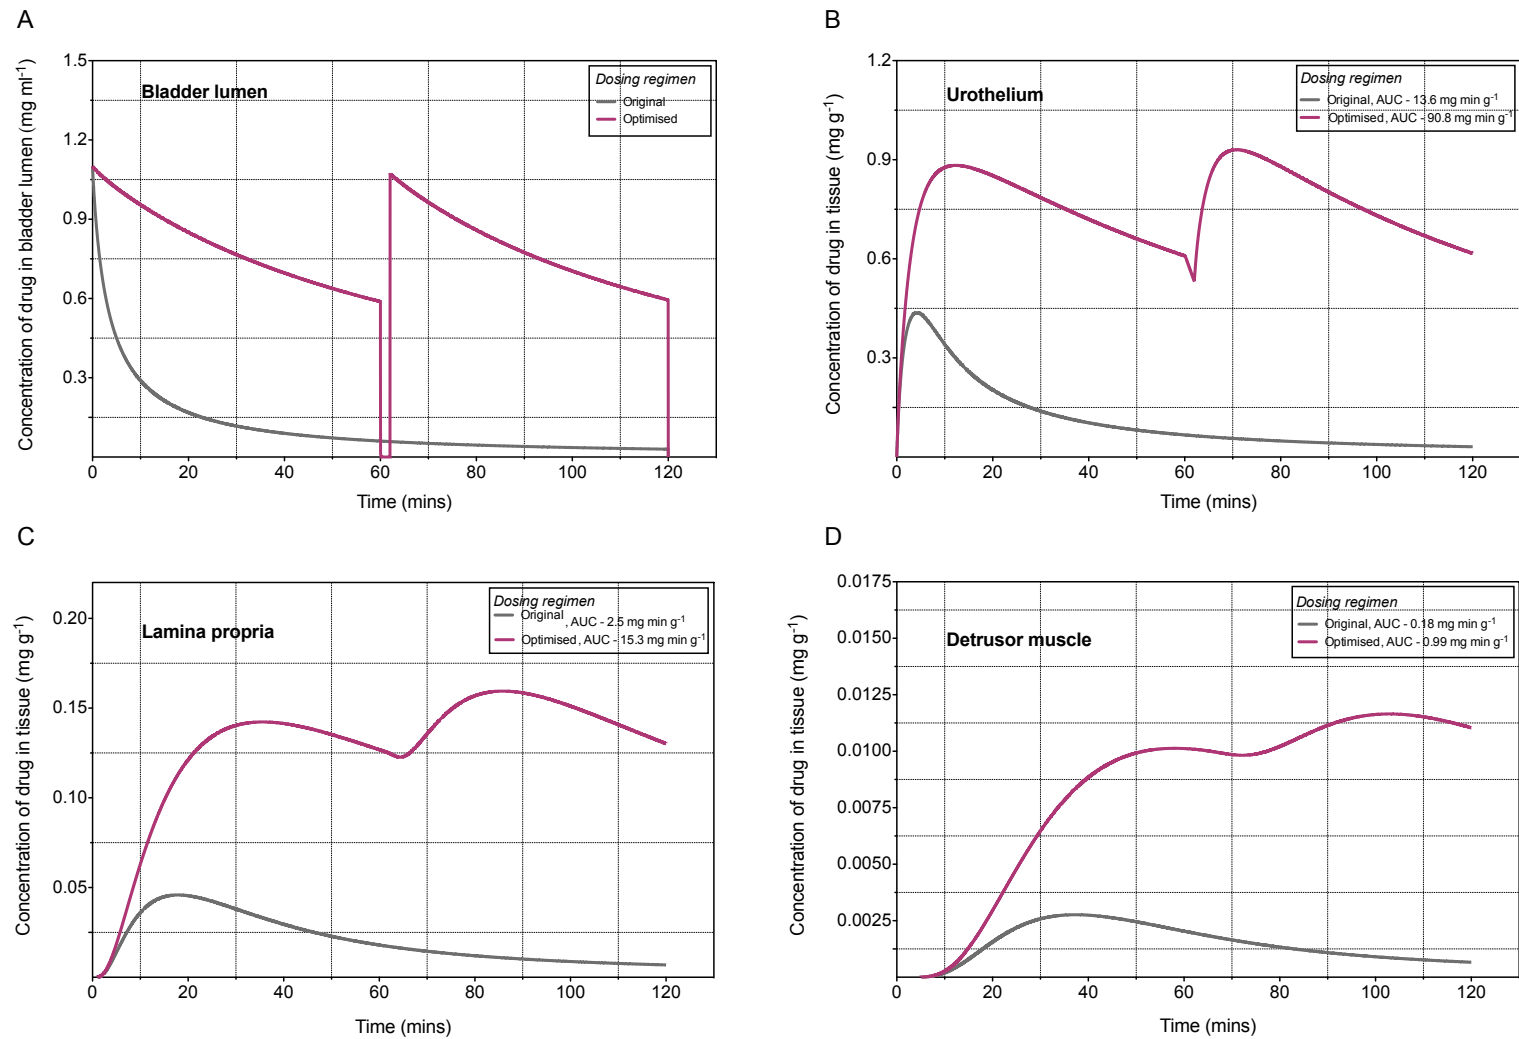 A
Concentration of drug in bladder lumen (mg ml-1)
1.5
1.2
0.9
0.6
0.3
Bladder lumen
Dosing regimen
Original
Optimised
0 20 40 60 80 100 120
Time (mins)
B
Concentration of drug in tissue (mg g-1)
1.2
0.9
0.6
0.3
Urothelium
Dosing regimen
Original, AUC - 13.6 mg min g-1
Optimised, AUC - 90.8 mg min g-1
0 20 40 60 80 100 120
Time (mins)
C
Concentration of drug in tissue (mg g-1)
0.20
0.15
0.10
0.05
Lamina propria
Dosing regimen
Original, AUC - 2.5 mg min g-1
Optimised, AUC - 15.3 mg min g-1
0 20 40 60 80 100 120
Time (mins)
D
Concentration of drug in tissue (mg g-1)
0.0175
0.0150
0.0125
0.0100
0.0075
0.0050
0.0025
Detrusor muscle
Dosing regimen
Original, AUC - 0.18 mg min g-1
Optimised, AUC - 0.99 mg min g-1
0 20 40 60 80 100 120
Time (mins)